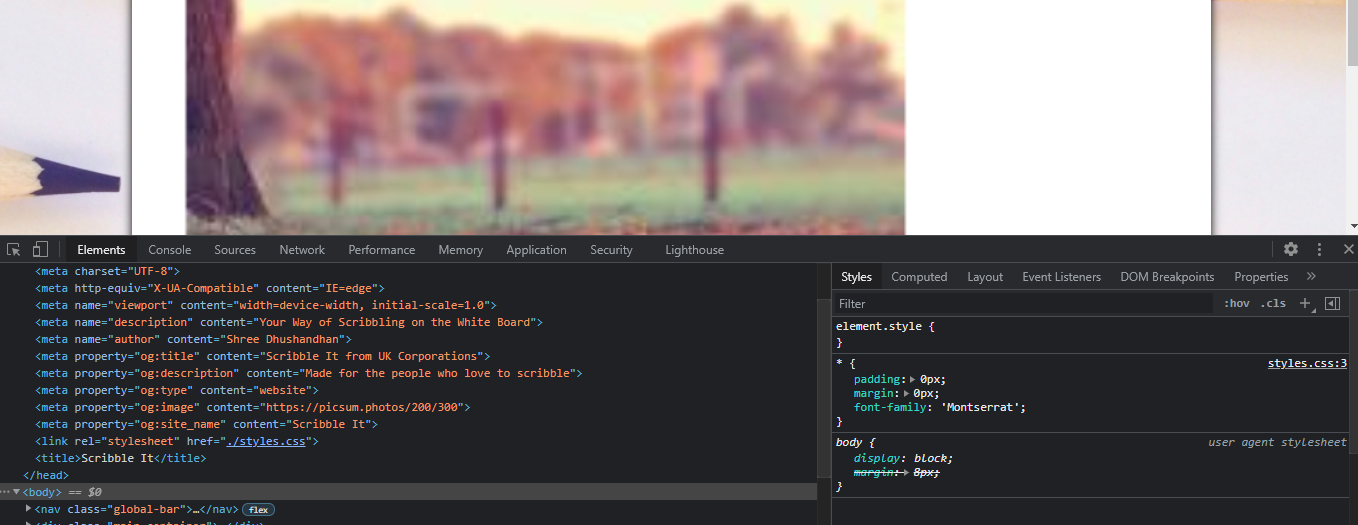 Elements Console Sources Network Performance Memory Application Security Lighthouse
<meta charset="UTF-8">
<meta http-equiv="X-UA-Compatible" content="IE=edge">
<meta name="viewport" content="width=device-width, initial-scale=1.0">
<meta name="description" content="Your Way of Scribbling on the White Board">
<meta name="author" content="Shree Dhushandhan">
<meta property="og:title" content="Scribble It from UK Corporations">
<meta property="og:description" content="Made for the people who love to scribble">
<meta property="og:type" content="website">
<meta property="og:image" content="https://picsum.photos/200/300">
<meta property="og:site_name" content="Scribble It">
<link rel="stylesheet" href="./styles.css">
<title>Scribble It</title>
</head>
<body> == $0
<nav class="global-bar">…</nav> flex
Styles Computed Layout Event Listeners DOM Breakpoints Properties »
Filter :hov .cls +
element.style {
}
* { styles.css:3
padding: 0px;
margin: 0px;
font-family: 'Montserrat';
}
body { user agent stylesheet
display: block;
margin: 8px;
}